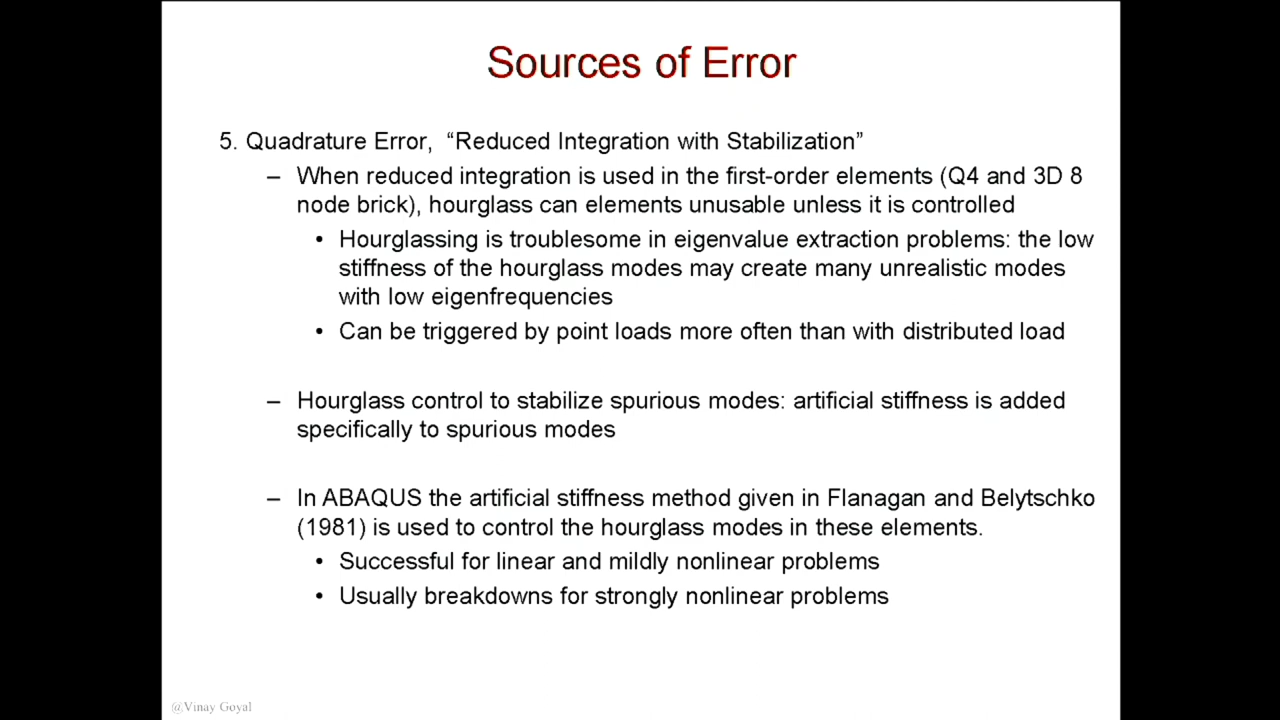 Sources of Error
5. Quadrature Error, “Reduced Integration with Stabilization”
– When reduced integration is used in the first-order elements (Q4 and 3D 8
node brick), hourglass can elements unusable unless it is controlled
• Hourglassing is troublesome in eigenvalue extraction problems: the low
stiffness of the hourglass modes may create many unrealistic modes
with low eigenfrequencies
• Can be triggered by point loads more often than with distributed load
– Hourglass control to stabilize spurious modes: artificial stiffness is added
specifically to spurious modes
– In ABAQUS the artificial stiffness method given in Flanagan and Belytschko
(1981) is used to control the hourglass modes in these elements.
• Successful for linear and mildly nonlinear problems
• Usually breakdowns for strongly nonlinear problems
@Vinay Goyal